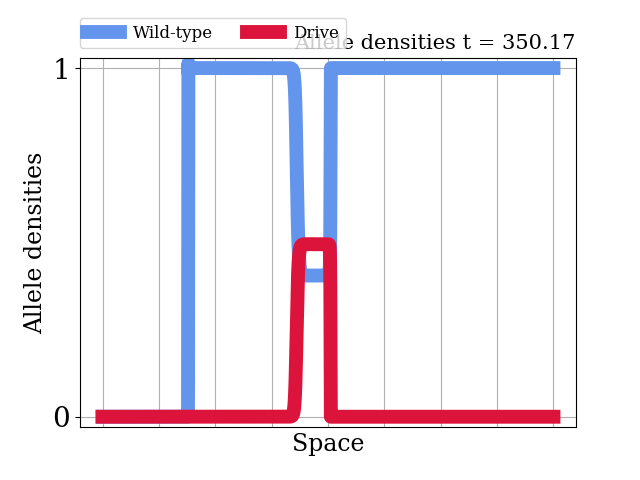 Wild-type Drive
Allele densities t = 350.17
1
Allele densities
0
Space